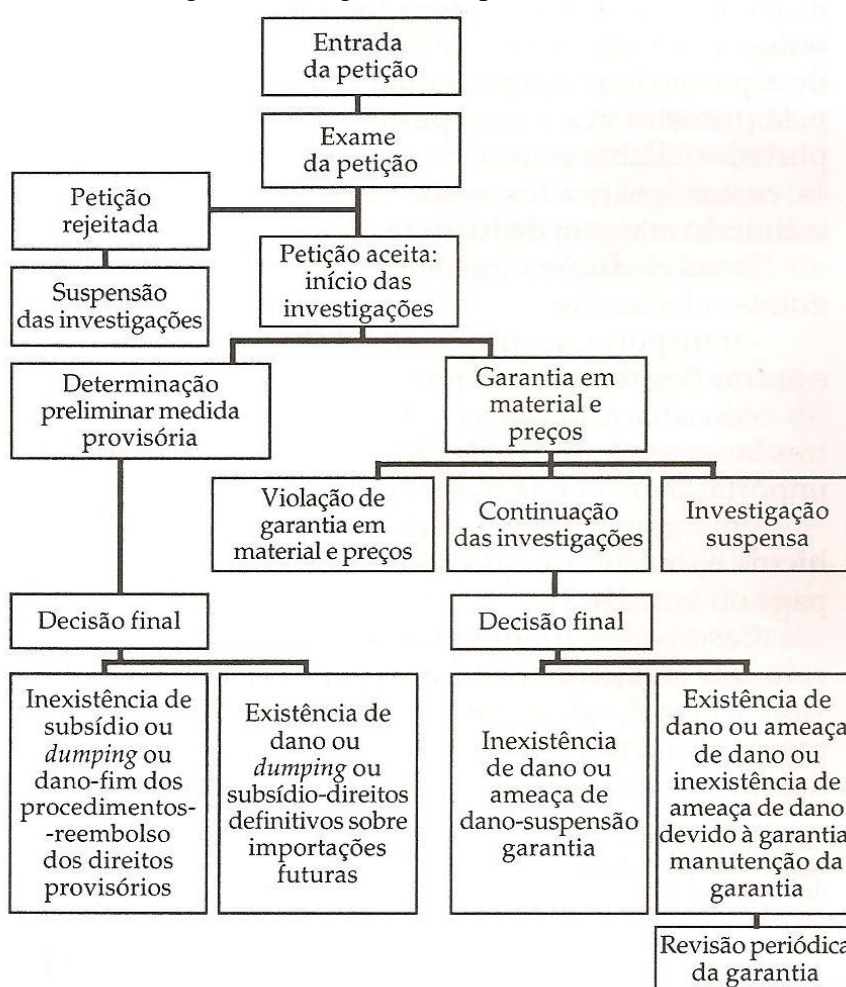 Entrada
da petição
Exame
da petição
Petição
rejeitada
Petição aceita:
início das
investigações
Suspensão
das investigações
Determinação
preliminar medida
provisória
Garantia em
material e
preços
Violação de
garantia em
material e preços
Continuação
das investigações
Investigação
suspensa
Decisão final
Decisão final
Inexistência de
subsídio ou
dumping ou
dano-fim dos
procedimentos-
-reembolso
dos direitos
provisórios
Existência de
dano ou
dumping ou
subsídio-direitos
definitivos sobre
importações
futuras
Inexistência
de dano ou
ameaça de
dano-suspensão
garantia
Existência de
dano ou ameaça
de dano ou
inexistência de
ameaça de dano
devido à garantia
manutenção da
garantia
Revisão periódica
da garantia